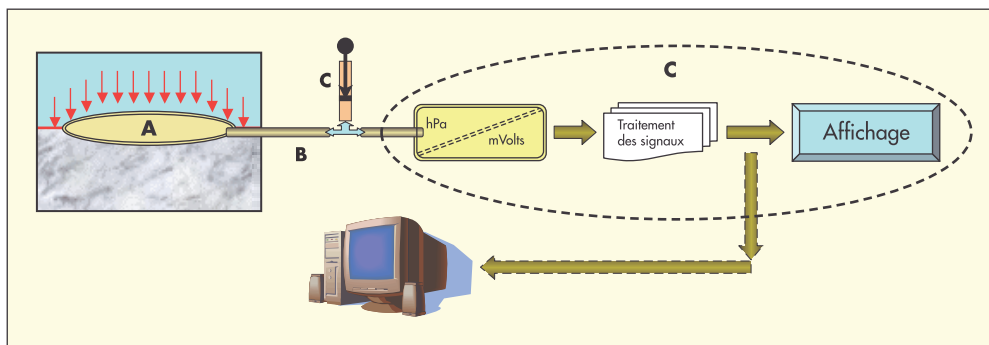 C
C
A
B
hPa
mVolts
Traitement
des signaux
Affichage